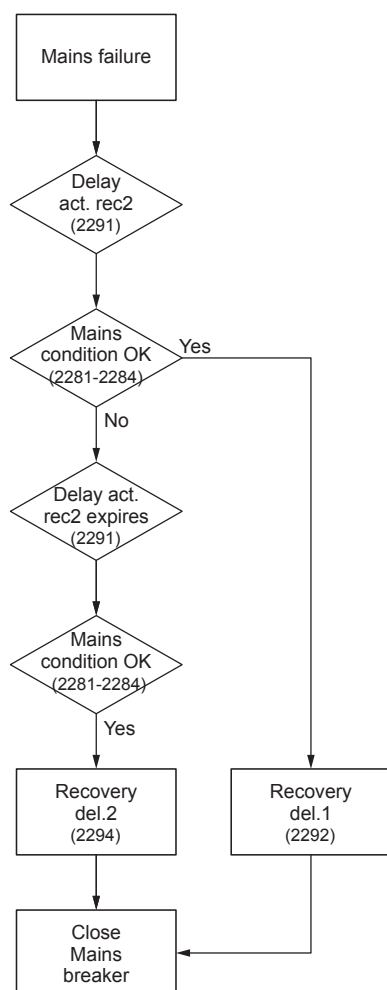 Mains failure
Delay
act. rec2
(2291)
Mains
condition OK
(2281-2284)
Yes
No
Delay act.
rec2 expires
(2291)
Mains
condition OK
(2281-2284)
Yes
Recovery
del.2
(2294)
Recovery
del.1
(2292)
Close
Mains
breaker